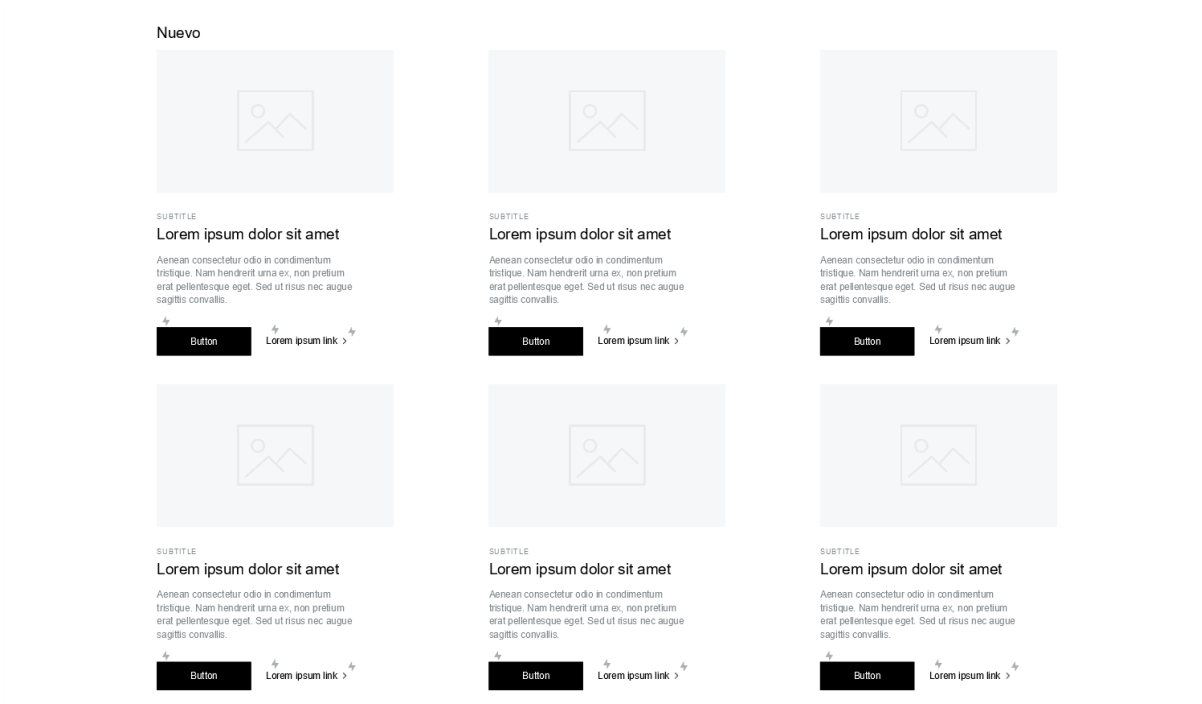 Nuevo
SUBTITLE
Lorem ipsum dolor sit amet
Aenean consectetur odio in condimentum
tristique. Nam hendrerit urna ex, non pretium
erat pellentesque eget. Sed ut risus nec augue
sagittis convallis.
Button
Lorem ipsum link
SUBTITLE
Lorem ipsum dolor sit amet
Aenean consectetur odio in condimentum
tristique. Nam hendrerit urna ex, non pretium
erat pellentesque eget. Sed ut risus nec augue
sagittis convallis.
Button
Lorem ipsum link
SUBTITLE
Lorem ipsum dolor sit amet
Aenean consectetur odio in condimentum
tristique. Nam hendrerit urna ex, non pretium
erat pellentesque eget. Sed ut risus nec augue
sagittis convallis.
Button
Lorem ipsum link
SUBTITLE
Lorem ipsum dolor sit amet
Aenean consectetur odio in condimentum
tristique. Nam hendrerit urna ex, non pretium
erat pellentesque eget. Sed ut risus nec augue
sagittis convallis.
Button
Lorem ipsum link
SUBTITLE
Lorem ipsum dolor sit amet
Aenean consectetur odio in condimentum
tristique. Nam hendrerit urna ex, non pretium
erat pellentesque eget. Sed ut risus nec augue
sagittis convallis.
Button
Lorem ipsum link
SUBTITLE
Lorem ipsum dolor sit amet
Aenean consectetur odio in condimentum
tristique. Nam hendrerit urna ex, non pretium
erat pellentesque eget. Sed ut risus nec augue
sagittis convallis.
Button
Lorem ipsum link